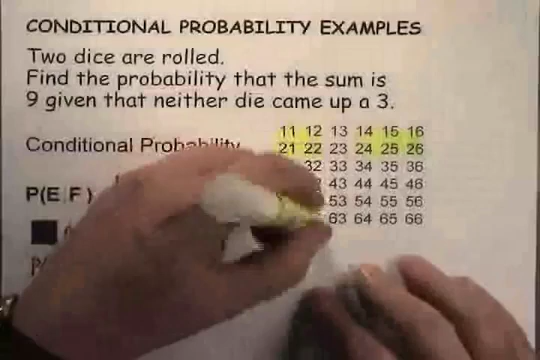 CONDITIONAL PROBABILITY EXAMPLES
Two dice are rolled.
Find the probability that the sum is
9 given that neither die came up a 3.
11 12 13 14 15 16
Conditional Probability 21 22 23 24 25 26
32 33 34 35 36
P(E|F) 43 44 45 46
53 54 55 56
63 64 65 66